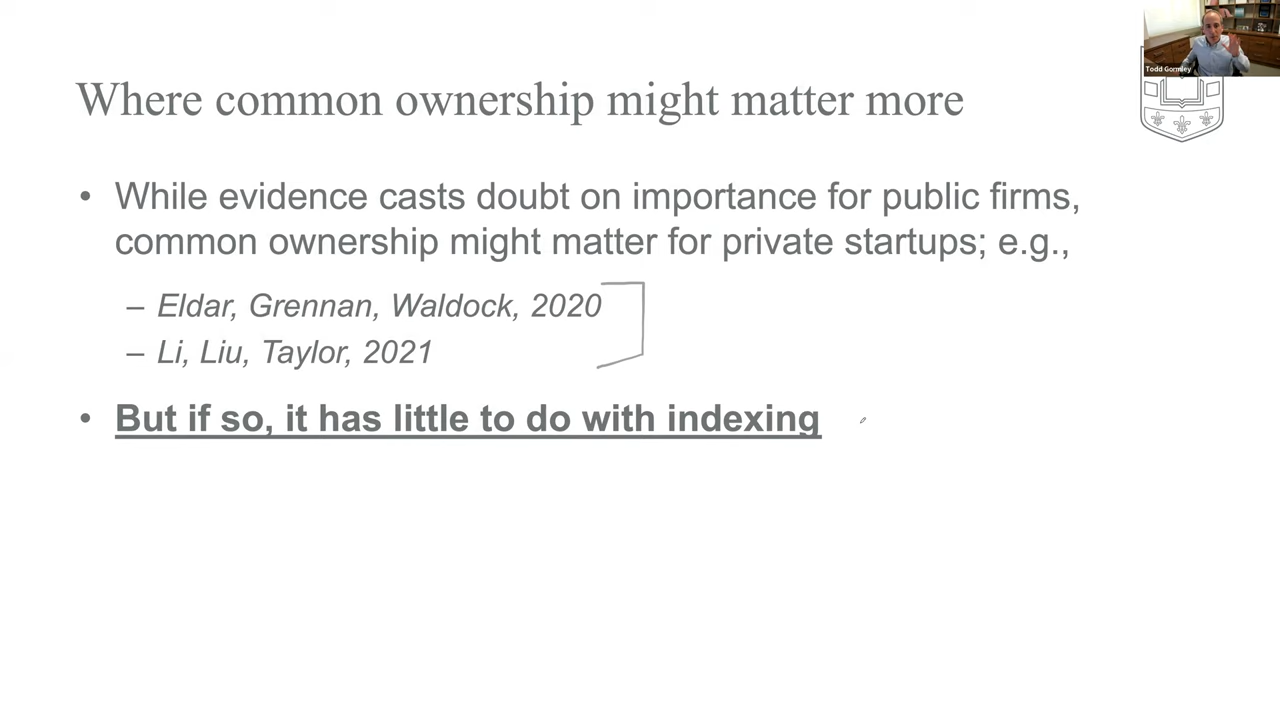 Todd Gormley
Where common ownership might matter more
• While evidence casts doubt on importance for public firms,
common ownership might matter for private startups; e.g.,
– Eldar, Grennan, Waldock, 2020
– Li, Liu, Taylor, 2021
• But if so, it has little to do with indexing